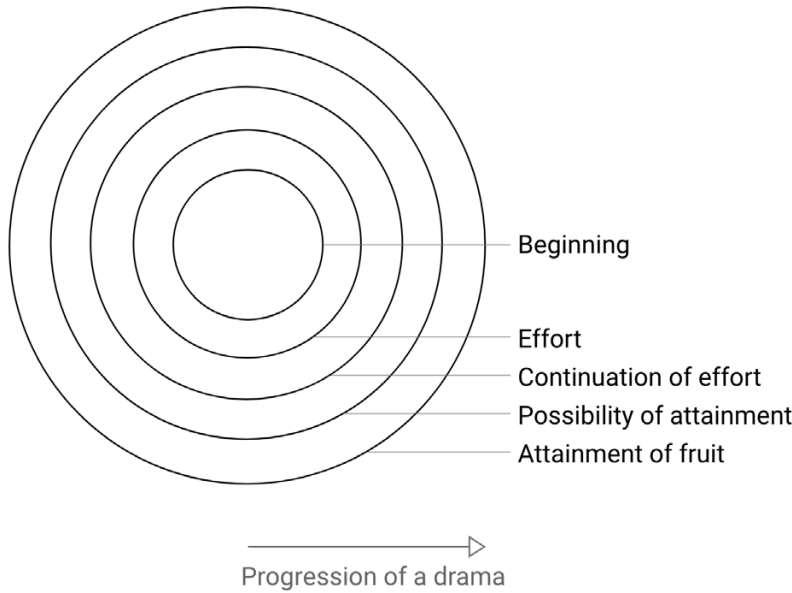 Beginning
Effort
Continuation of effort
Possibility of attainment
Attainment of fruit
Progression of a drama